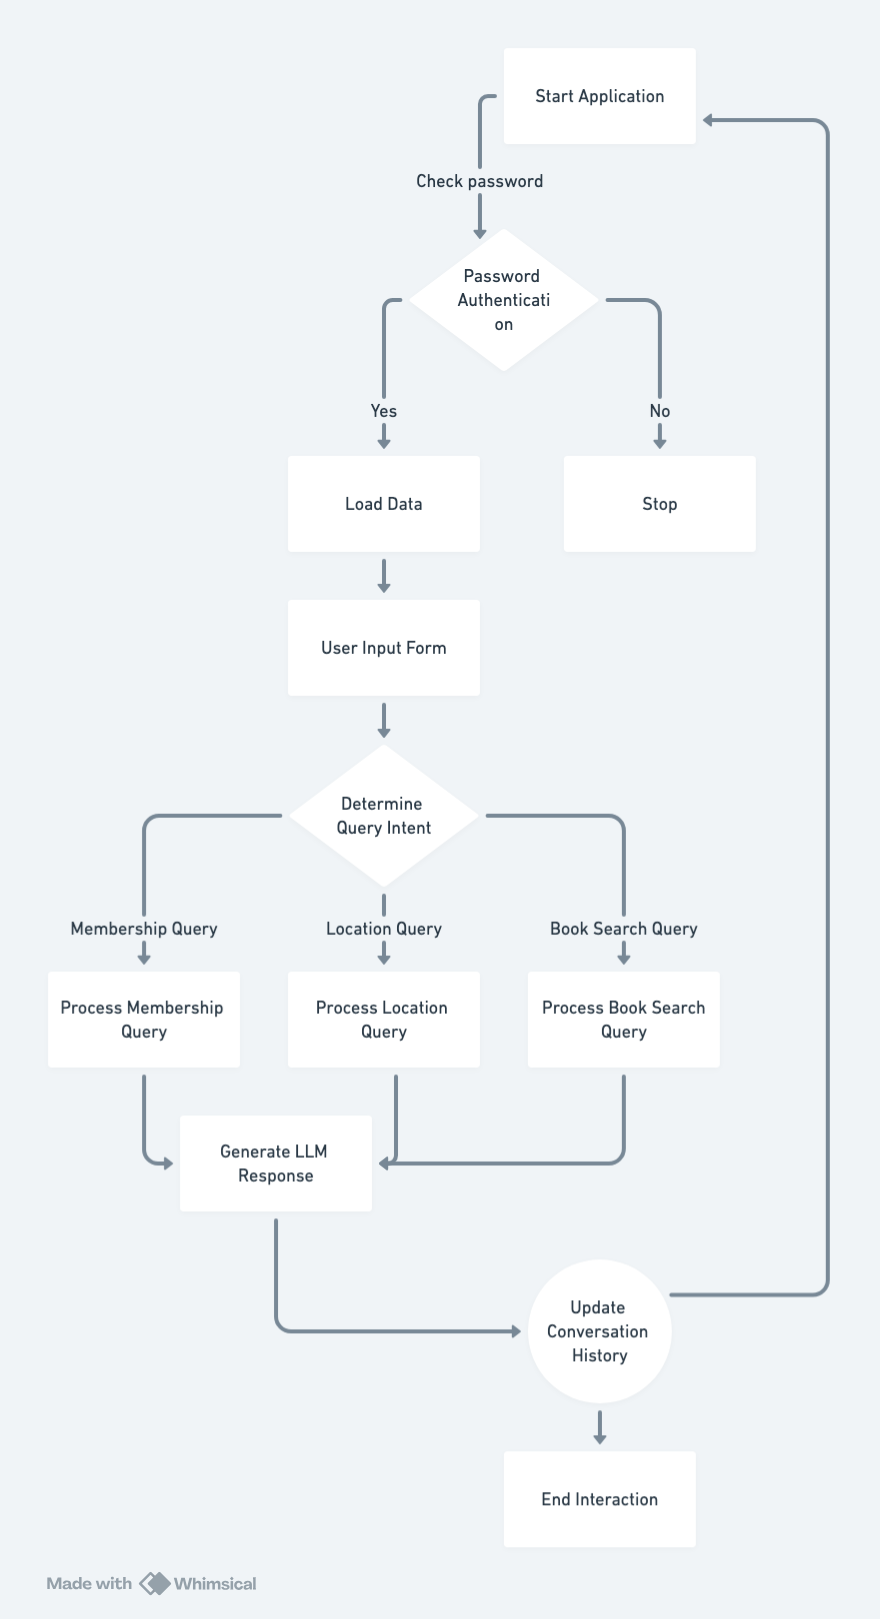 Start Application
Check password
Password
Authenticati
on
Yes
No
Load Data
Stop
User Input Form
Determine
Query Intent
Membership Query
Location Query
Book Search Query
Process Membership
Query
Process Location
Query
Process Book Search
Query
Generate LLM
Response
Update
Conversation
History
End Interaction
Made with Whimsical